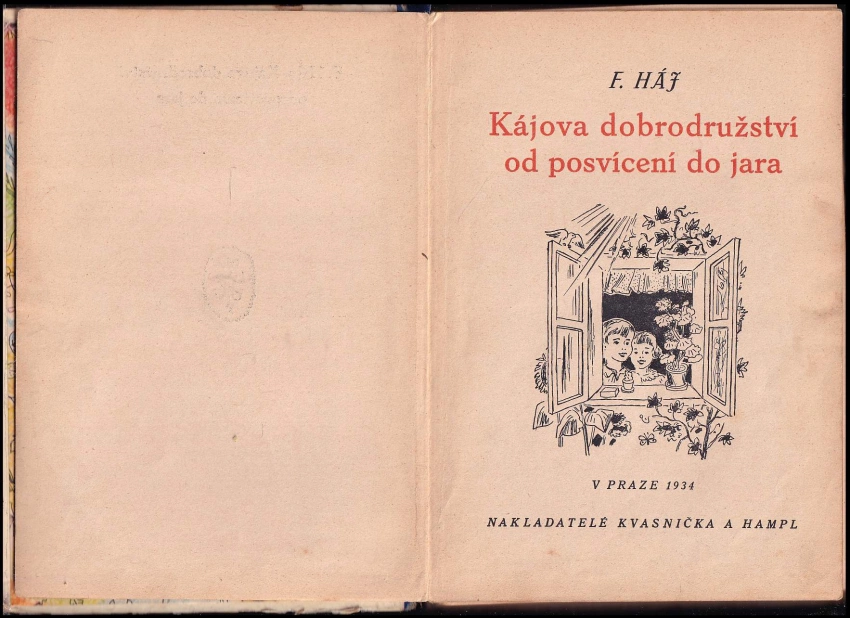 F. HÁJ
Kájova dobrodružství
od posvícení do jara
V PRAZE 1934
NAKLADATELÉ KVASNIČKA A HAMPL